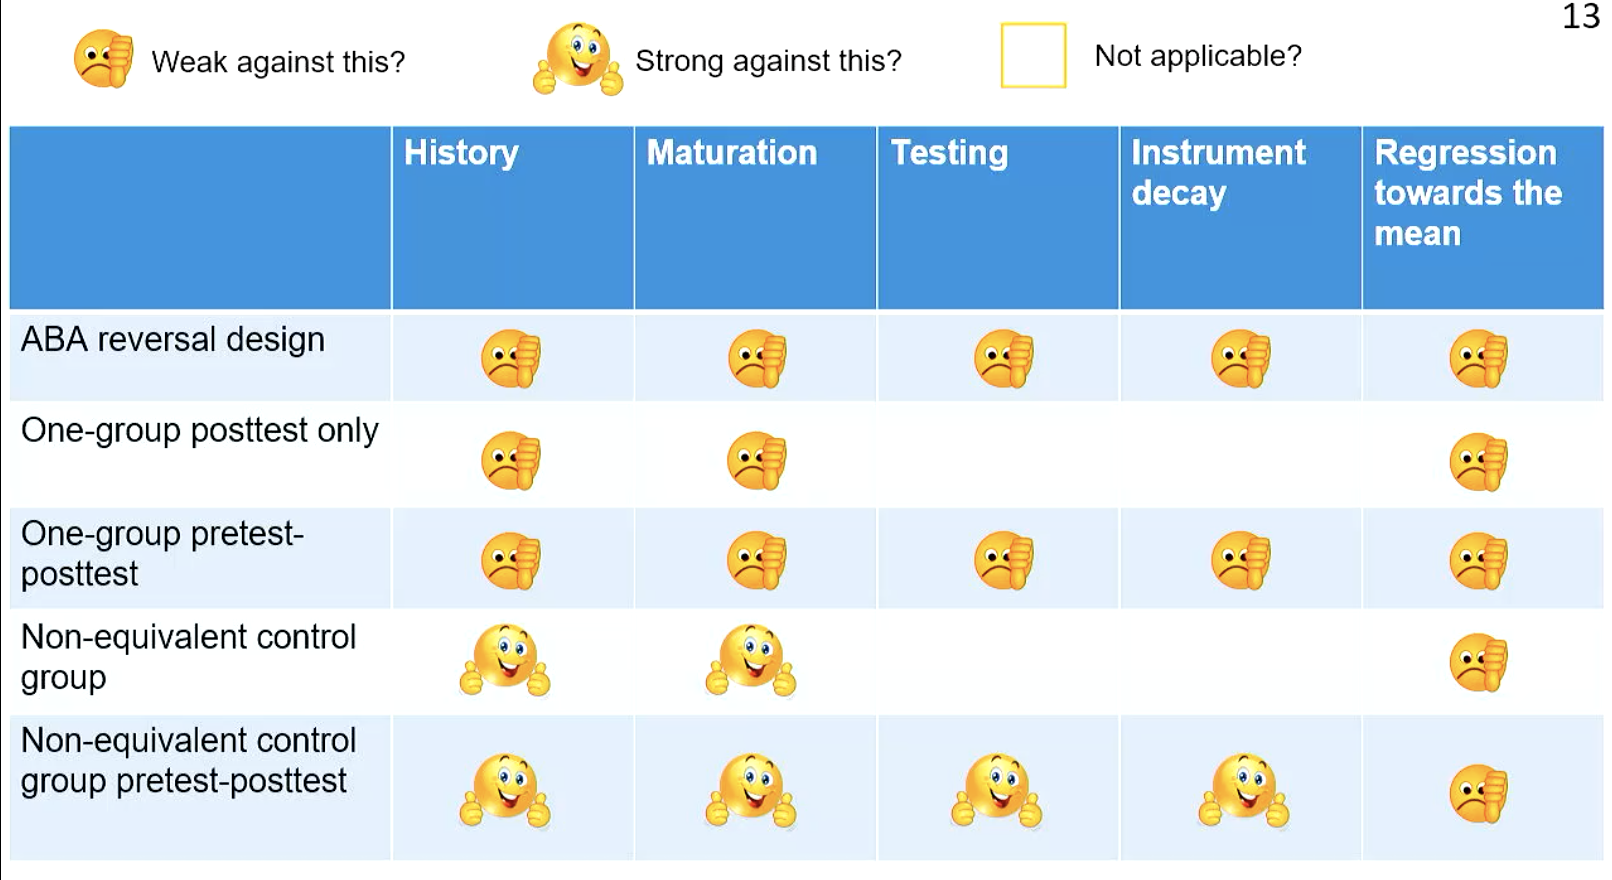 13
Weak against this?
Strong against this?
Not applicable?
History
Maturation
Testing
Instrument
decay
Regression
towards the
mean
ABA reversal design
One-group posttest only
One-group pretest-
posttest
Non-equivalent control
group
Non-equivalent control
group pretest-posttest